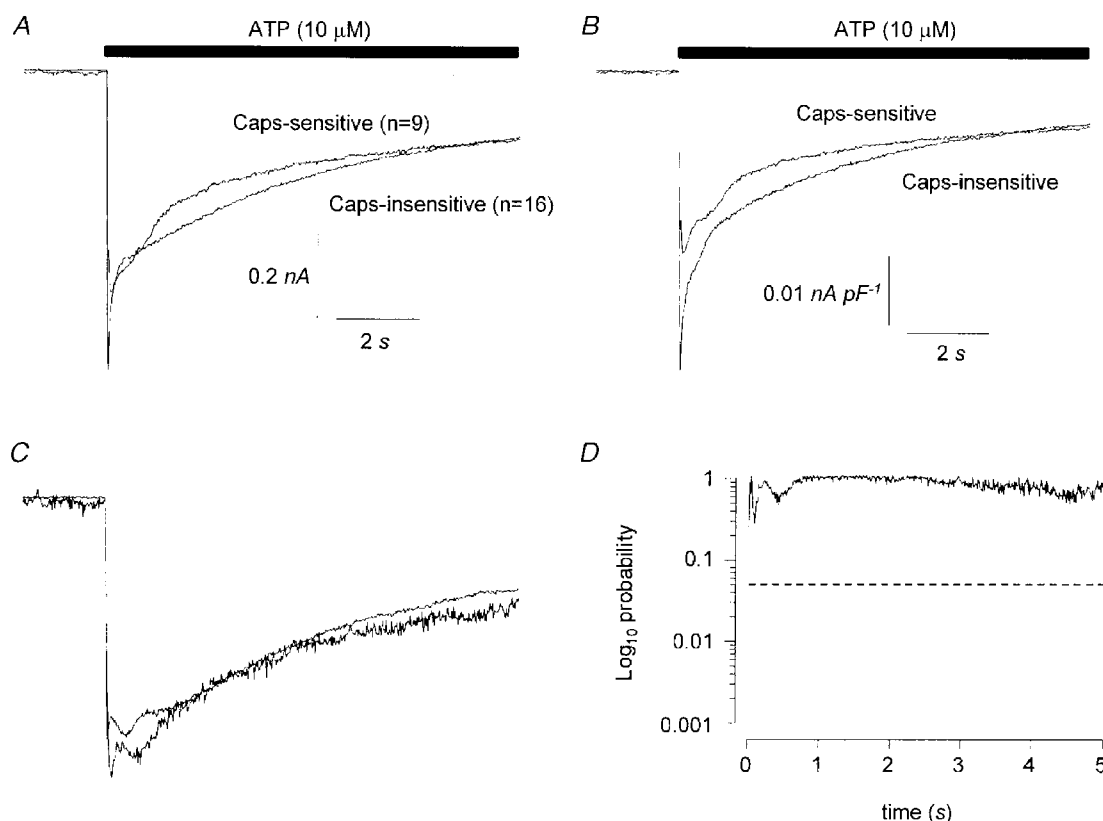 A
ATP (10 μM)
Caps-sensitive (n=9)
Caps-insensitive (n=16)
0.2 nA
2 s
B
ATP (10 μM)
Caps-sensitive
Caps-insensitive
0.01 nA pF⁻¹
2 s
C
D
Log₁₀ probability
1
0.1
0.01
0.001
0 1 2 3 4 5
time (s)